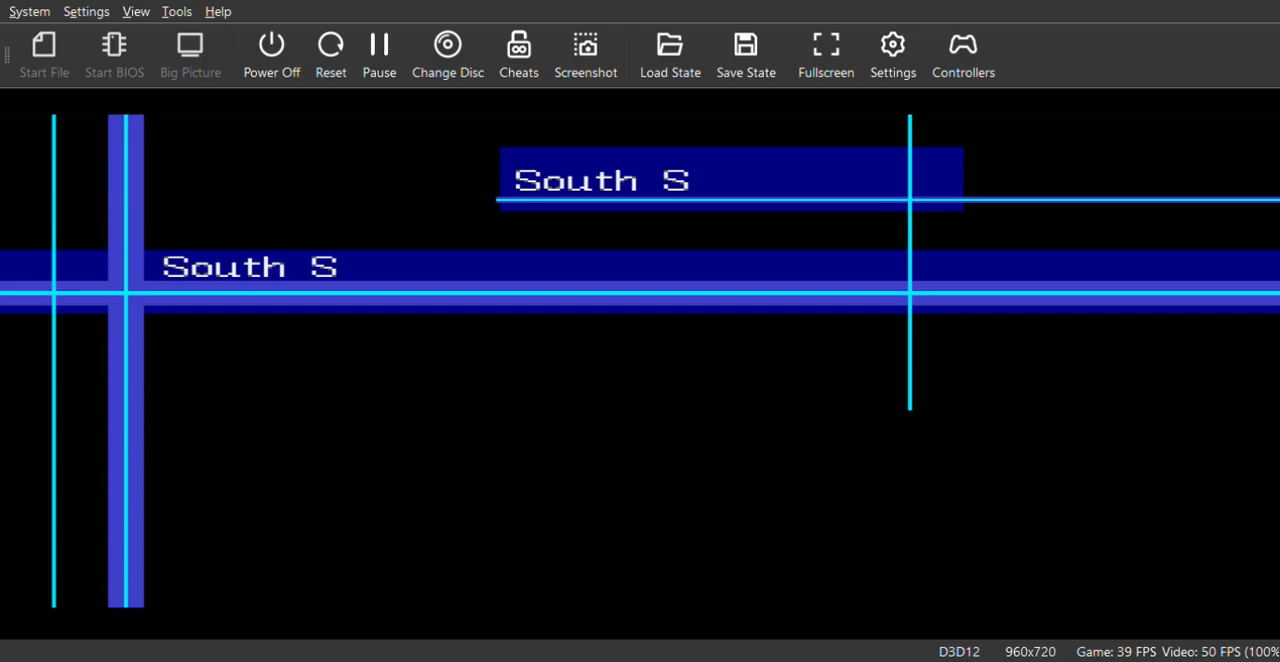 System Settings View Tools Help
Start File Start BIOS Big Picture Power Off Reset Pause Change Disc Cheats Screenshot Load State Save State Fullscreen Settings Controllers
South S
South S
D3D12 960x720 Game: 39 FPS Video: 50 FPS (100%